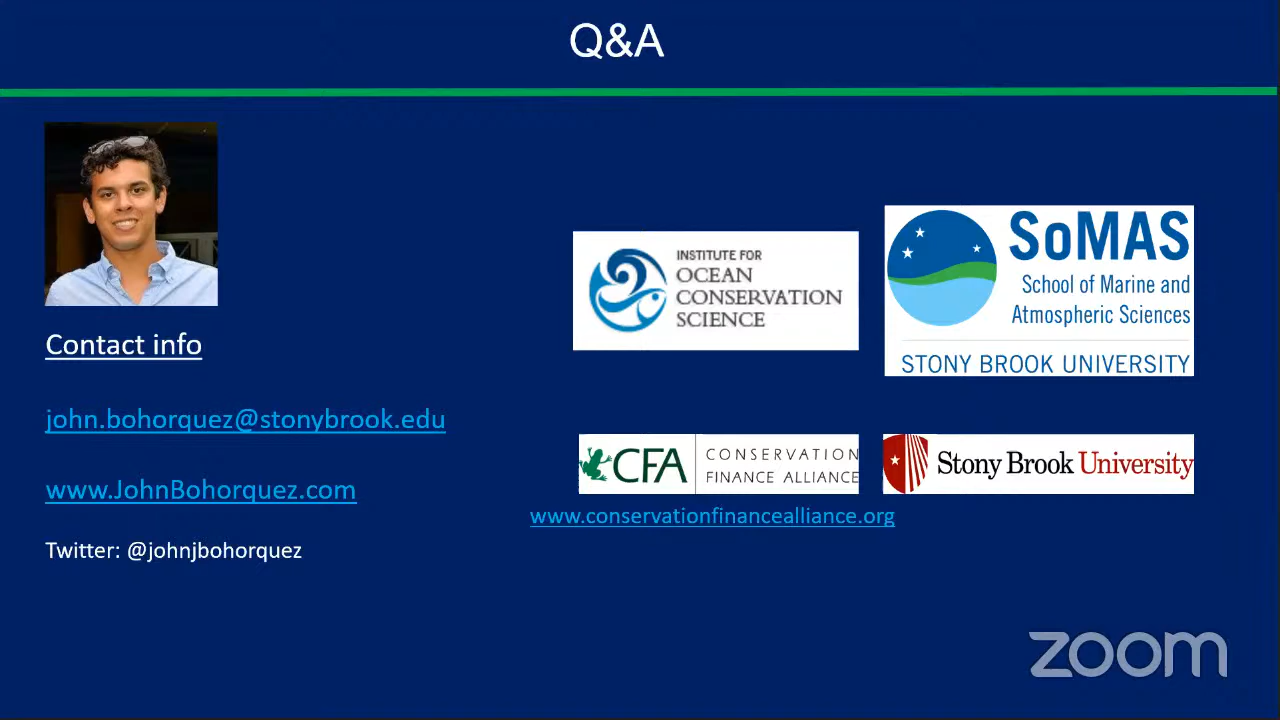 Q&A
Contact info
john.bohorquez@stonybrook.edu
www.JohnBohorquez.com
Twitter: @johnjbohorquez
INSTITUTE FOR
OCEAN
CONSERVATION
SCIENCE
SoMAS
School of Marine and
Atmospheric Sciences
STONY BROOK UNIVERSITY
CFA
CONSERVATION
FINANCE ALLIANCE
Stony Brook University
www.conservationfinancealliance.org
zoom